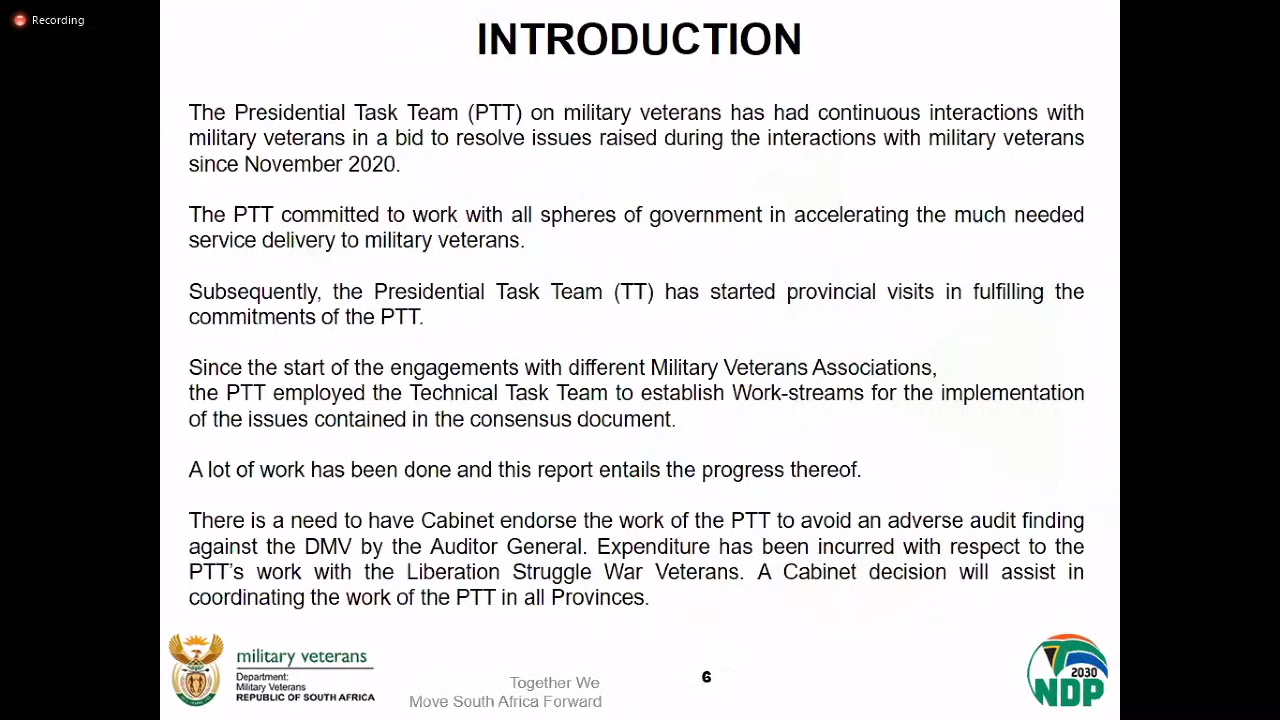 Recording
INTRODUCTION
The Presidential Task Team (PTT) on military veterans has had continuous interactions with
military veterans in a bid to resolve issues raised during the interactions with military veterans
since November 2020.
The PTT committed to work with all spheres of government in accelerating the much needed
service delivery to military veterans.
Subsequently, the Presidential Task Team (TT) has started provincial visits in fulfilling the
commitments of the PTT.
Since the start of the engagements with different Military Veterans Associations,
the PTT employed the Technical Task Team to establish Work-streams for the implementation
of the issues contained in the consensus document.
A lot of work has been done and this report entails the progress thereof.
There is a need to have Cabinet endorse the work of the PTT to avoid an adverse audit finding
against the DMV by the Auditor General. Expenditure has been incurred with respect to the
PTT’s work with the Liberation Struggle War Veterans. A Cabinet decision will assist in
coordinating the work of the PTT in all Provinces.
military veterans
Department:
Military Veterans
REPUBLIC OF SOUTH AFRICA
Together We
Move South Africa Forward
6
2030
NDP